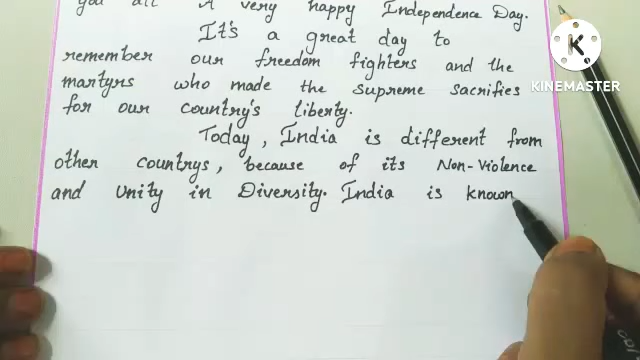 you all A very happy Independence Day.
It's a great day to
remember our freedom fighters and the
martyrs who made the supreme sacrifies
for our country's liberty.
Today, India is different from
other countrys, because of its Non-Violence
and Unity in Diversity. India is known
K
KINEMASTER